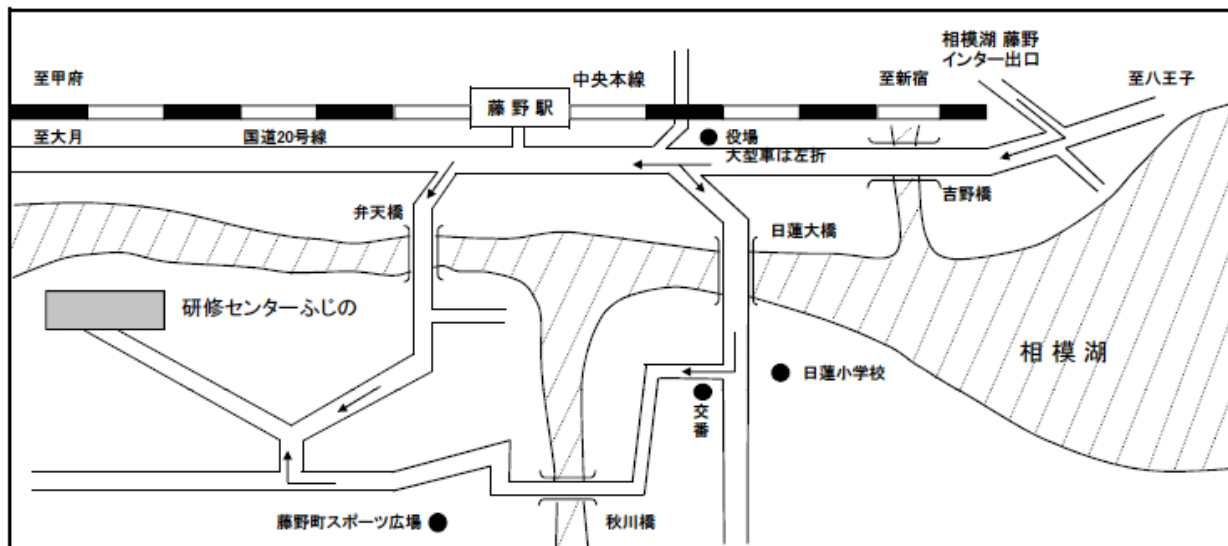 相模湖 藤野
インター出口
至甲府
中央本線
至新宿
至八王子
藤野駅
至大月
国道20号線
役場
大型車は左折
吉野橋
弁天橋
日蓮大橋
研修センターふじの
相模湖
日蓮小学校
交番
藤野町スポーツ広場
秋川橋